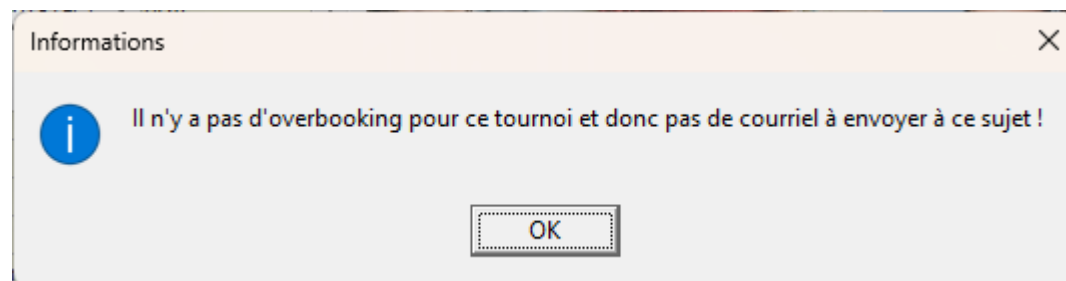 Informations
Il n'y a pas d'overbooking pour ce tournoi et donc pas de courriel à envoyer à ce sujet !
OK